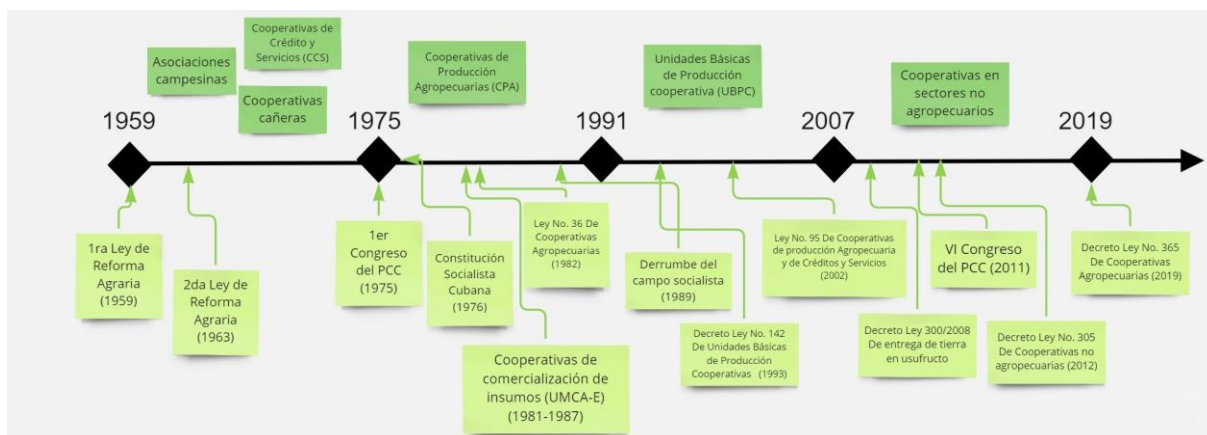 Asociaciones
campesinas
Cooperativas de
Crédito y
Servicios (CCS)
Cooperativas
cañeras
Cooperativas de
Producción
Agropecuarias (CPA)
Unidades Básicas
de Producción
cooperativa (UBPC)
Cooperativas en
sectores no
agropecuarios
1959
1975
1991
2007
2019
1ra Ley de
Reforma
Agraria
(1959)
2da Ley de
Reforma
Agraria
(1963)
1er
Congreso
del PCC
(1975)
Constitución
Socialista
Cubana
(1976)
Cooperativas de
comercialización de
insumos (UMCA-E)
(1981-1987)
Ley No. 36 De
Cooperativas
Agropecuarias
(1982)
Derrumbe del
campo socialista
(1989)
Decreto Ley No. 142
De Unidades Básicas
de Producción
Cooperativas (1993)
Ley No. 95 De Cooperativas
de producción Agropecuaria
y de Créditos y Servicios
(2002)
Decreto Ley 300/2008
De entrega de tierra
en usufructo
VI Congreso
del PCC (2011)
Decreto Ley No. 305
De Cooperativas no
agropecuarias (2012)
Decreto Ley No. 365
De Cooperativas
Agropecuarias (2019)